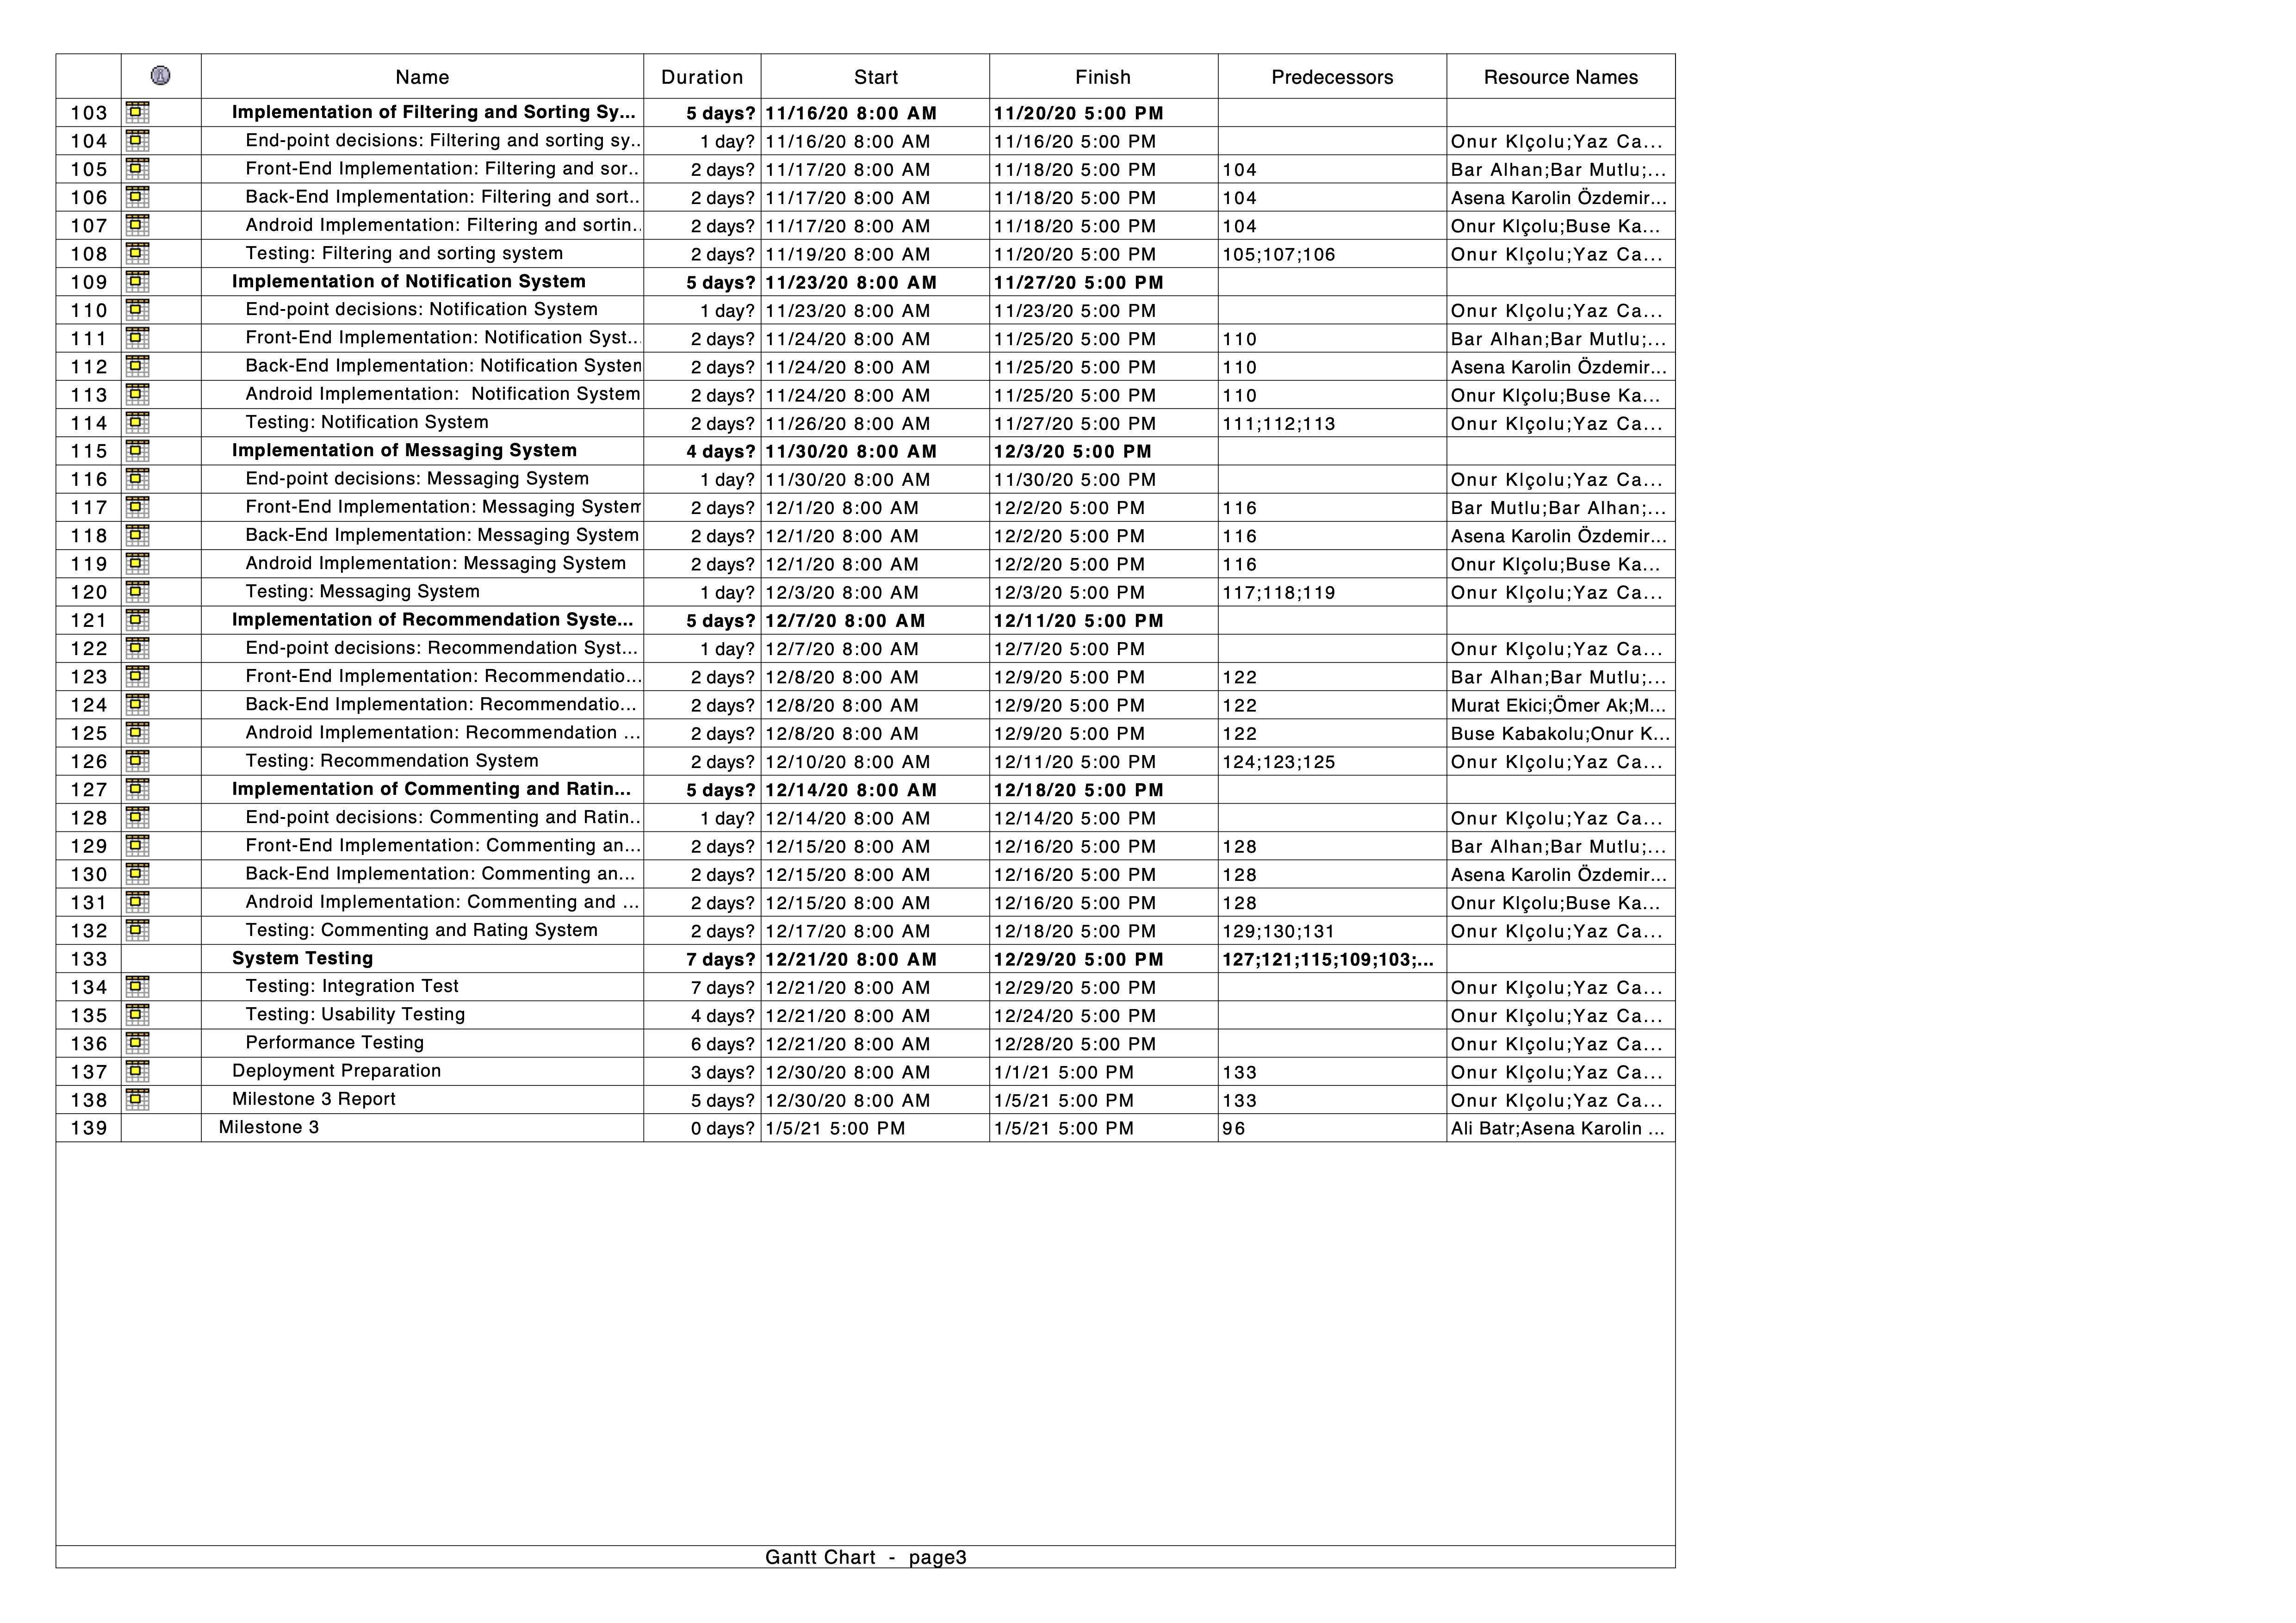 Name Duration Start Finish Predecessors Resource Names
103 Implementation of Filtering and Sorting Sy... 5 days? 11/16/20 8:00 AM 11/20/20 5:00 PM
104 End-point decisions: Filtering and sorting sy.. 1 day? 11/16/20 8:00 AM 11/16/20 5:00 PM Onur Klçolu;Yaz Ca...
105 Front-End Implementation: Filtering and sor.. 2 days? 11/17/20 8:00 AM 11/18/20 5:00 PM 104 Bar Alhan;Bar Mutlu;...
106 Back-End Implementation: Filtering and sort.. 2 days? 11/17/20 8:00 AM 11/18/20 5:00 PM 104 Asena Karolin Özdemir...
107 Android Implementation: Filtering and sortin.. 2 days? 11/17/20 8:00 AM 11/18/20 5:00 PM 104 Onur Klçolu;Buse Ka...
108 Testing: Filtering and sorting system 2 days? 11/19/20 8:00 AM 11/20/20 5:00 PM 105;107;106 Onur Klçolu;Yaz Ca...
109 Implementation of Notification System 5 days? 11/23/20 8:00 AM 11/27/20 5:00 PM
110 End-point decisions: Notification System 1 day? 11/23/20 8:00 AM 11/23/20 5:00 PM Onur Klçolu;Yaz Ca...
111 Front-End Implementation: Notification Syst... 2 days? 11/24/20 8:00 AM 11/25/20 5:00 PM 110 Bar Alhan;Bar Mutlu;...
112 Back-End Implementation: Notification System 2 days? 11/24/20 8:00 AM 11/25/20 5:00 PM 110 Asena Karolin Özdemir...
113 Android Implementation:  Notification System 2 days? 11/24/20 8:00 AM 11/25/20 5:00 PM 110 Onur Klçolu;Buse Ka...
114 Testing: Notification System 2 days? 11/26/20 8:00 AM 11/27/20 5:00 PM 111;112;113 Onur Klçolu;Yaz Ca...
115 Implementation of Messaging System 4 days? 11/30/20 8:00 AM 12/3/20 5:00 PM
116 End-point decisions: Messaging System 1 day? 11/30/20 8:00 AM 11/30/20 5:00 PM Onur Klçolu;Yaz Ca...
117 Front-End Implementation: Messaging System 2 days? 12/1/20 8:00 AM 12/2/20 5:00 PM 116 Bar Mutlu;Bar Alhan;...
118 Back-End Implementation: Messaging System 2 days? 12/1/20 8:00 AM 12/2/20 5:00 PM 116 Asena Karolin Özdemir...
119 Android Implementation: Messaging System 2 days? 12/1/20 8:00 AM 12/2/20 5:00 PM 116 Onur Klçolu;Buse Ka...
120 Testing: Messaging System 1 day? 12/3/20 8:00 AM 12/3/20 5:00 PM 117;118;119 Onur Klçolu;Yaz Ca...
121 Implementation of Recommendation Syste... 5 days? 12/7/20 8:00 AM 12/11/20 5:00 PM
122 End-point decisions: Recommendation Syst... 1 day? 12/7/20 8:00 AM 12/7/20 5:00 PM Onur Klçolu;Yaz Ca...
123 Front-End Implementation: Recommendatio... 2 days? 12/8/20 8:00 AM 12/9/20 5:00 PM 122 Bar Alhan;Bar Mutlu;...
124 Back-End Implementation: Recommendatio... 2 days? 12/8/20 8:00 AM 12/9/20 5:00 PM 122 Murat Ekici;Ömer Ak;M...
125 Android Implementation: Recommendation ... 2 days? 12/8/20 8:00 AM 12/9/20 5:00 PM 122 Buse Kabakolu;Onur K...
126 Testing: Recommendation System 2 days? 12/10/20 8:00 AM 12/11/20 5:00 PM 124;123;125 Onur Klçolu;Yaz Ca...
127 Implementation of Commenting and Ratin... 5 days? 12/14/20 8:00 AM 12/18/20 5:00 PM
128 End-point decisions: Commenting and Ratin.. 1 day? 12/14/20 8:00 AM 12/14/20 5:00 PM Onur Klçolu;Yaz Ca...
129 Front-End Implementation: Commenting an... 2 days? 12/15/20 8:00 AM 12/16/20 5:00 PM 128 Bar Alhan;Bar Mutlu;...
130 Back-End Implementation: Commenting an... 2 days? 12/15/20 8:00 AM 12/16/20 5:00 PM 128 Asena Karolin Özdemir...
131 Android Implementation: Commenting and ... 2 days? 12/15/20 8:00 AM 12/16/20 5:00 PM 128 Onur Klçolu;Buse Ka...
132 Testing: Commenting and Rating System 2 days? 12/17/20 8:00 AM 12/18/20 5:00 PM 129;130;131 Onur Klçolu;Yaz Ca...
133 System Testing 7 days? 12/21/20 8:00 AM 12/29/20 5:00 PM 127;121;115;109;103;...
134 Testing: Integration Test 7 days? 12/21/20 8:00 AM 12/29/20 5:00 PM Onur Klçolu;Yaz Ca...
135 Testing: Usability Testing 4 days? 12/21/20 8:00 AM 12/24/20 5:00 PM Onur Klçolu;Yaz Ca...
136 Performance Testing 6 days? 12/21/20 8:00 AM 12/28/20 5:00 PM Onur Klçolu;Yaz Ca...
137 Deployment Preparation 3 days? 12/30/20 8:00 AM 1/1/21 5:00 PM 133 Onur Klçolu;Yaz Ca...
138 Milestone 3 Report 5 days? 12/30/20 8:00 AM 1/5/21 5:00 PM 133 Onur Klçolu;Yaz Ca...
139 Milestone 3 0 days? 1/5/21 5:00 PM 1/5/21 5:00 PM 96 Ali Batr;Asena Karolin ...
Gantt Chart - page3